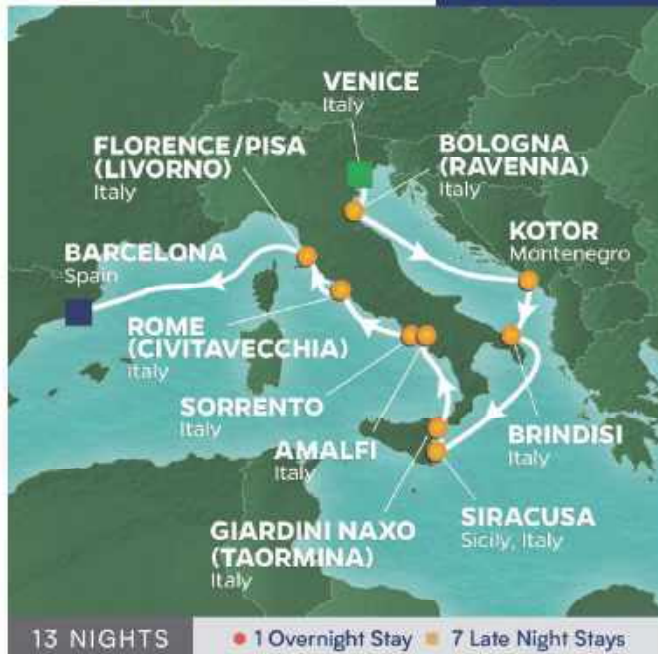 VENICE
Italy
FLORENCE/PISA
(LIVORNO)
Italy
BOLOGNA
(RAVENNA)
Italy
KOTOR
Montenegro
BARCELONA
Spain
ROME
(CIVITAVECCHIA)
Italy
SORRENTO
Italy
AMALFI
Italy
BRINDISI
Italy
GIARDINI NAXO
(TAORMINA)
Italy
SIRACUSA
Sicily, Italy
13 NIGHTS
1 Overnight Stay 7 Late Night Stays